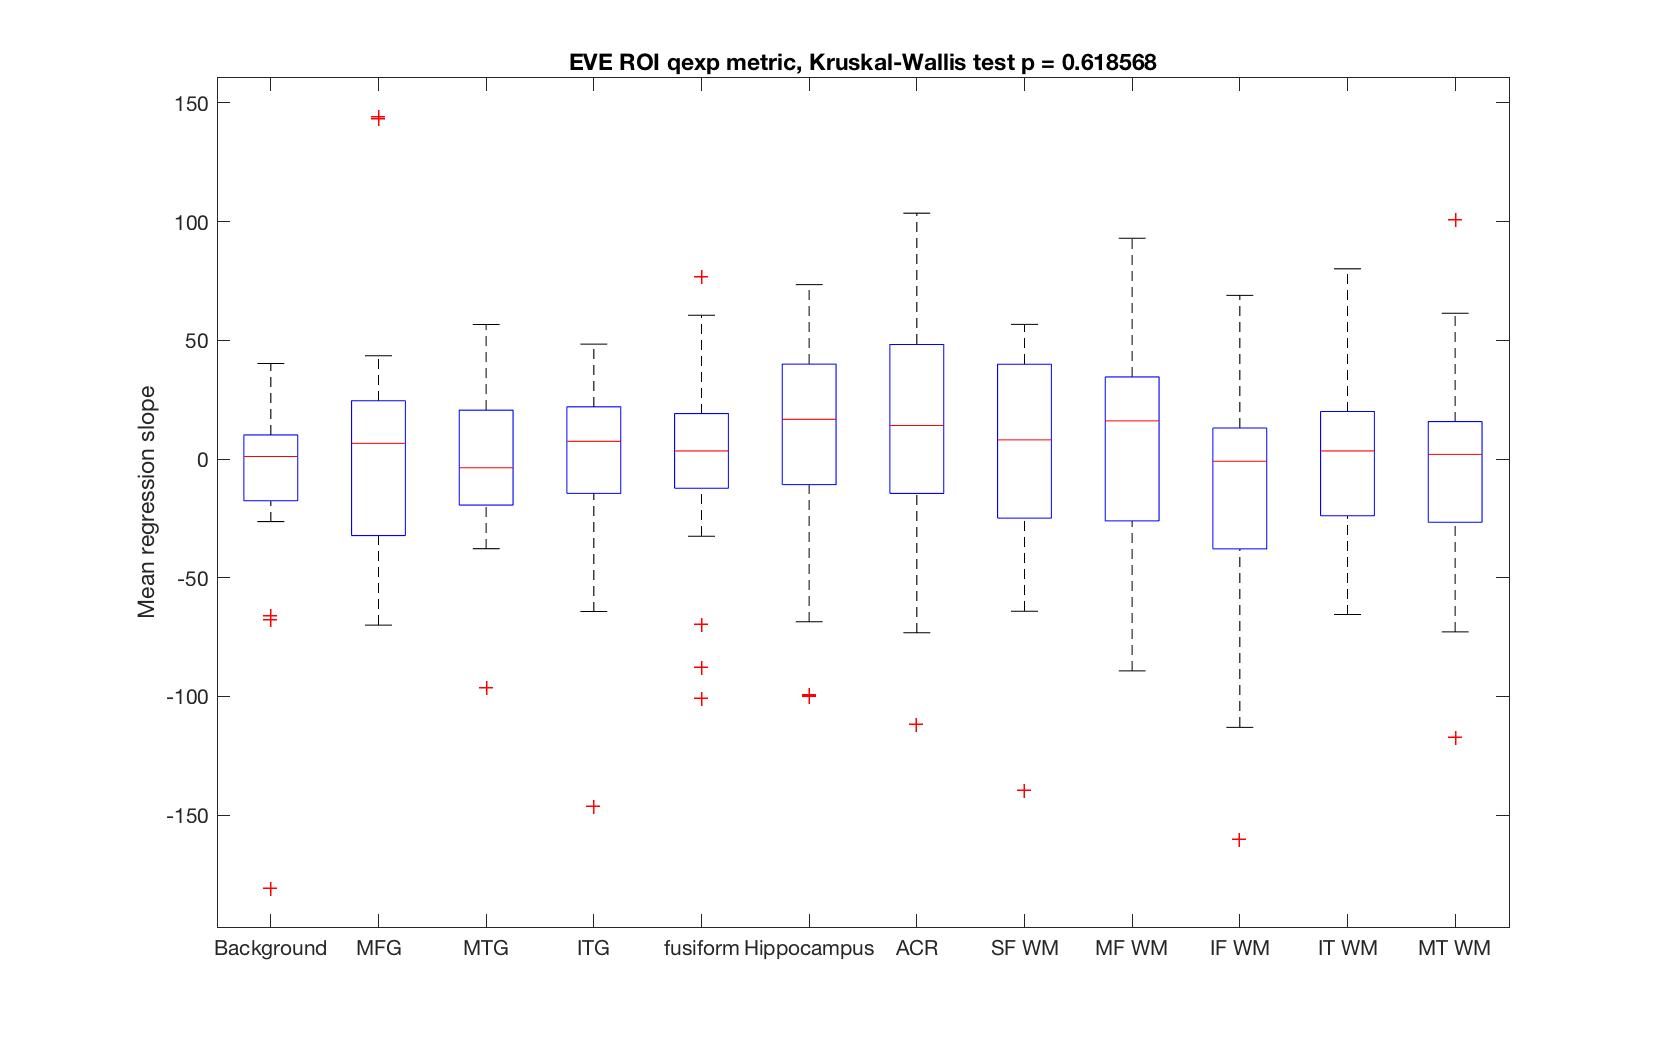 EVE ROI qexp metric, Kruskal-Wallis test p = 0.618568
150
100
50
0
-50
-100
-150
Mean regression slope
Background MFG MTG ITG fusiform Hippocampus ACR SF WM MF WM IF WM IT WM MT WM